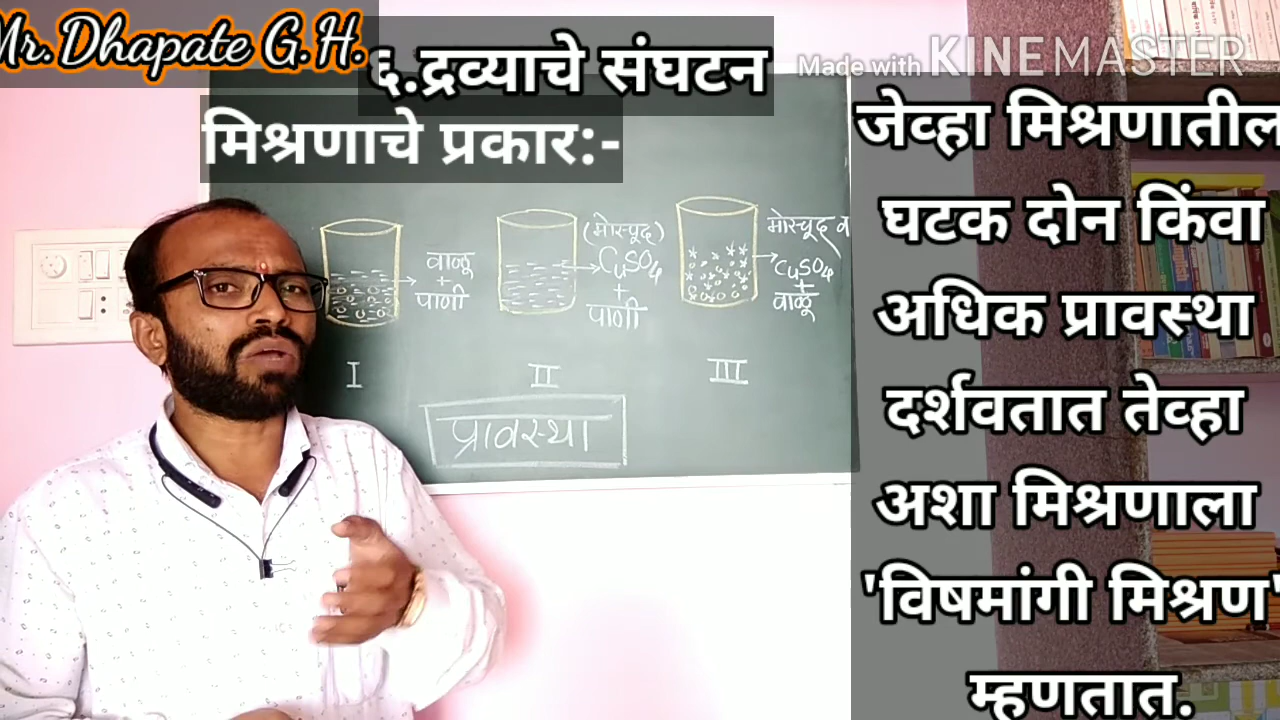 Mr. Dhapate G. H.
६.द्रव्याचे संघटन
Made with KINEMASTER
मिश्रणाचे प्रकार:-
जेव्हा मिश्रणातील
घटक दोन किंवा
अधिक प्रावस्था
दर्शवतात तेव्हा
अशा मिश्रणाला
'विषमांगी मिश्रण'
म्हणतात.
वाळू
+
पाणी
I
(मोरचूद)
CuSO4
+
पाणी
II
मोरचूद
CuSO4
+
वाळू
III
प्रावस्था